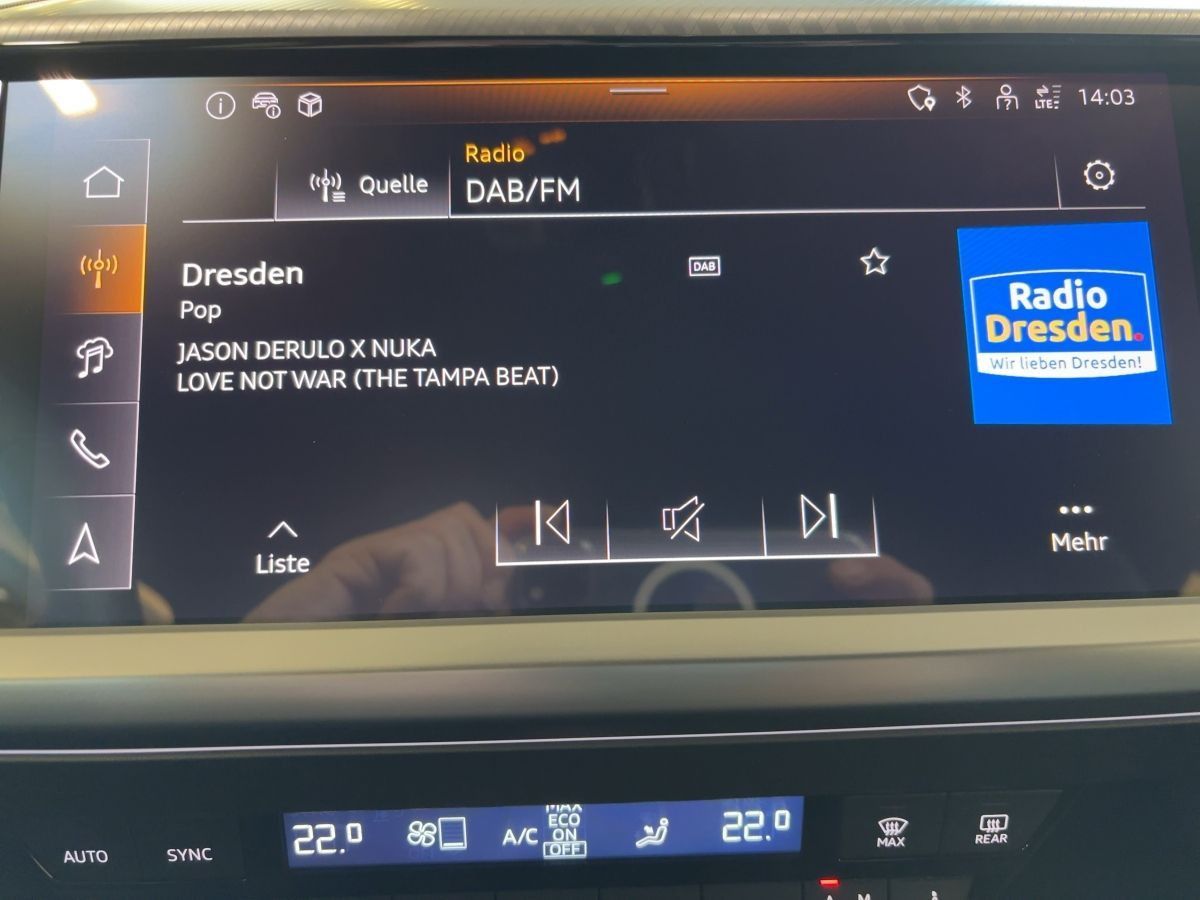 LTE
14:03
Quelle
Radio
DAB/FM
Dresden
DAB
Pop
JASON DERULO X NUKA
LOVE NOT WAR (THE TAMPA BEAT)
Radio
Dresden.
Wir lieben Dresden!
Liste
Mehr
AUTO
SYNC
22.0
A/C
MAX
ECO
ON
OFF
22.0
MAX
REAR